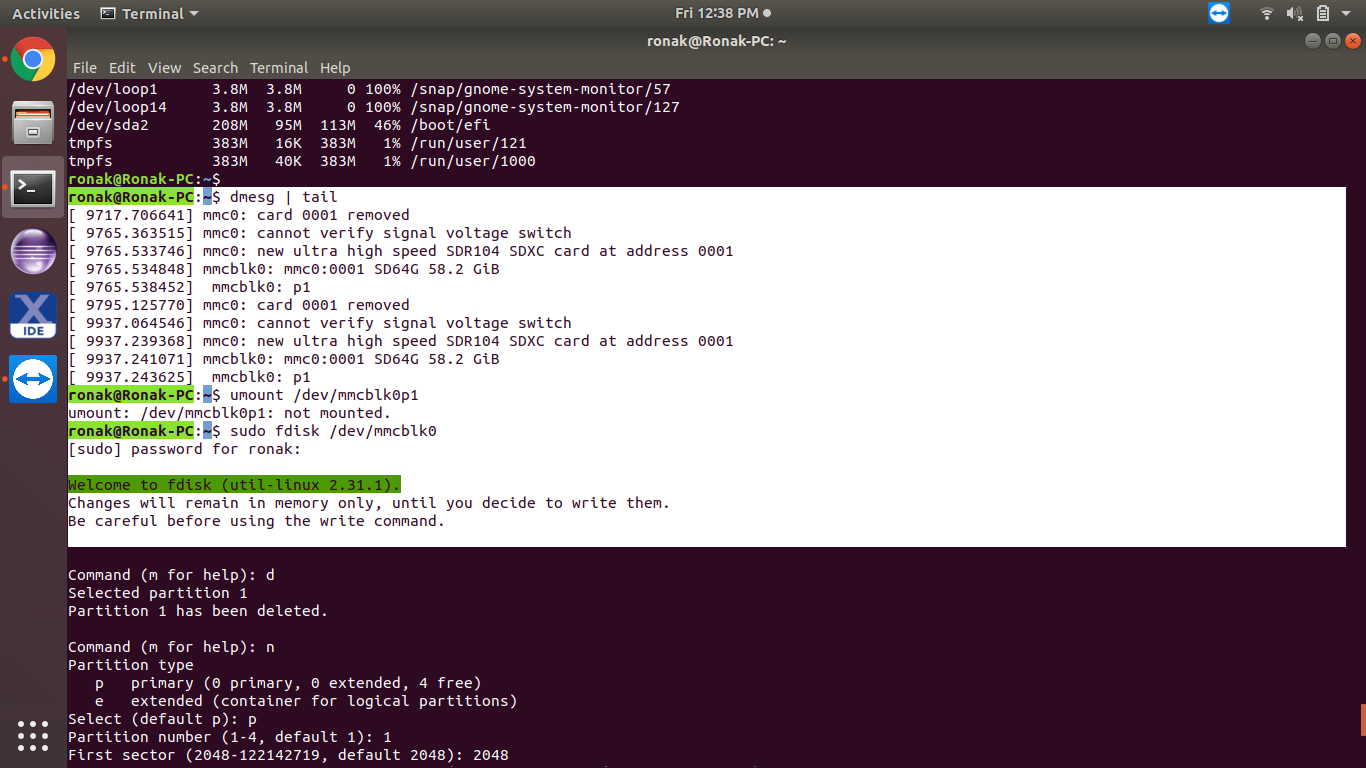 Activities Terminal Fri 12:38 PM
ronak@Ronak-PC: ~
File Edit View Search Terminal Help
/dev/loop1      3.8M  3.8M     0 100% /snap/gnome-system-monitor/57
/dev/loop14     3.8M  3.8M     0 100% /snap/gnome-system-monitor/127
/dev/sda2       208M   95M  113M  46% /boot/efi
tmpfs           383M   16K  383M   1% /run/user/121
tmpfs           383M   40K  383M   1% /run/user/1000
ronak@Ronak-PC:~$
ronak@Ronak-PC:~$ dmesg | tail
[ 9717.706641] mmc0: card 0001 removed
[ 9765.363515] mmc0: cannot verify signal voltage switch
[ 9765.533746] mmc0: new ultra high speed SDR104 SDXC card at address 0001
[ 9765.534848] mmcblk0: mmc0:0001 SD64G 58.2 GiB
[ 9765.538452]  mmcblk0: p1
[ 9795.125770] mmc0: card 0001 removed
[ 9937.064546] mmc0: cannot verify signal voltage switch
[ 9937.239368] mmc0: new ultra high speed SDR104 SDXC card at address 0001
[ 9937.241071] mmcblk0: mmc0:0001 SD64G 58.2 GiB
[ 9937.243625]  mmcblk0: p1
ronak@Ronak-PC:~$ umount /dev/mmcblk0p1
umount: /dev/mmcblk0p1: not mounted.
ronak@Ronak-PC:~$ sudo fdisk /dev/mmcblk0
[sudo] password for ronak:
Welcome to fdisk (util-linux 2.31.1).
Changes will remain in memory only, until you decide to write them.
Be careful before using the write command.
Command (m for help): d
Selected partition 1
Partition 1 has been deleted.
Command (m for help): n
Partition type
   p   primary (0 primary, 0 extended, 4 free)
   e   extended (container for logical partitions)
Select (default p): p
Partition number (1-4, default 1): 1
First sector (2048-122142719, default 2048): 2048
X
IDE